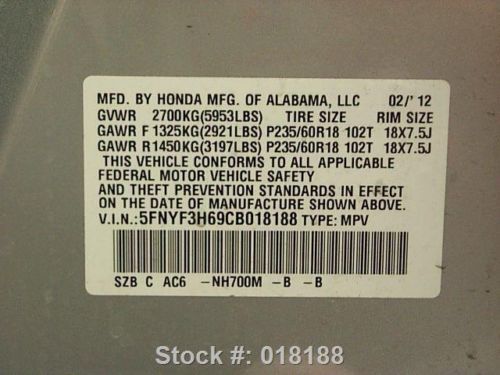 MFD. BY HONDA MFG. OF ALABAMA, LLC 02/'12
GVWR 2700KG(5953LBS) TIRE SIZE RIM SIZE
GAWR F 1325KG(2921LBS) P235/60R18 102T 18X7.5J
GAWR R 1450KG(3197LBS) P235/60R18 102T 18X7.5J
THIS VEHICLE CONFORMS TO ALL APPLICABLE
FEDERAL MOTOR VEHICLE SAFETY
AND THEFT PREVENTION STANDARDS IN EFFECT
ON THE DATE OF MANUFACTURE SHOWN ABOVE.
V.I.N.:5FNYF3H69CB018188 TYPE: MPV
SZB C AC6 -NH700M -B -B
Stock #: 018188